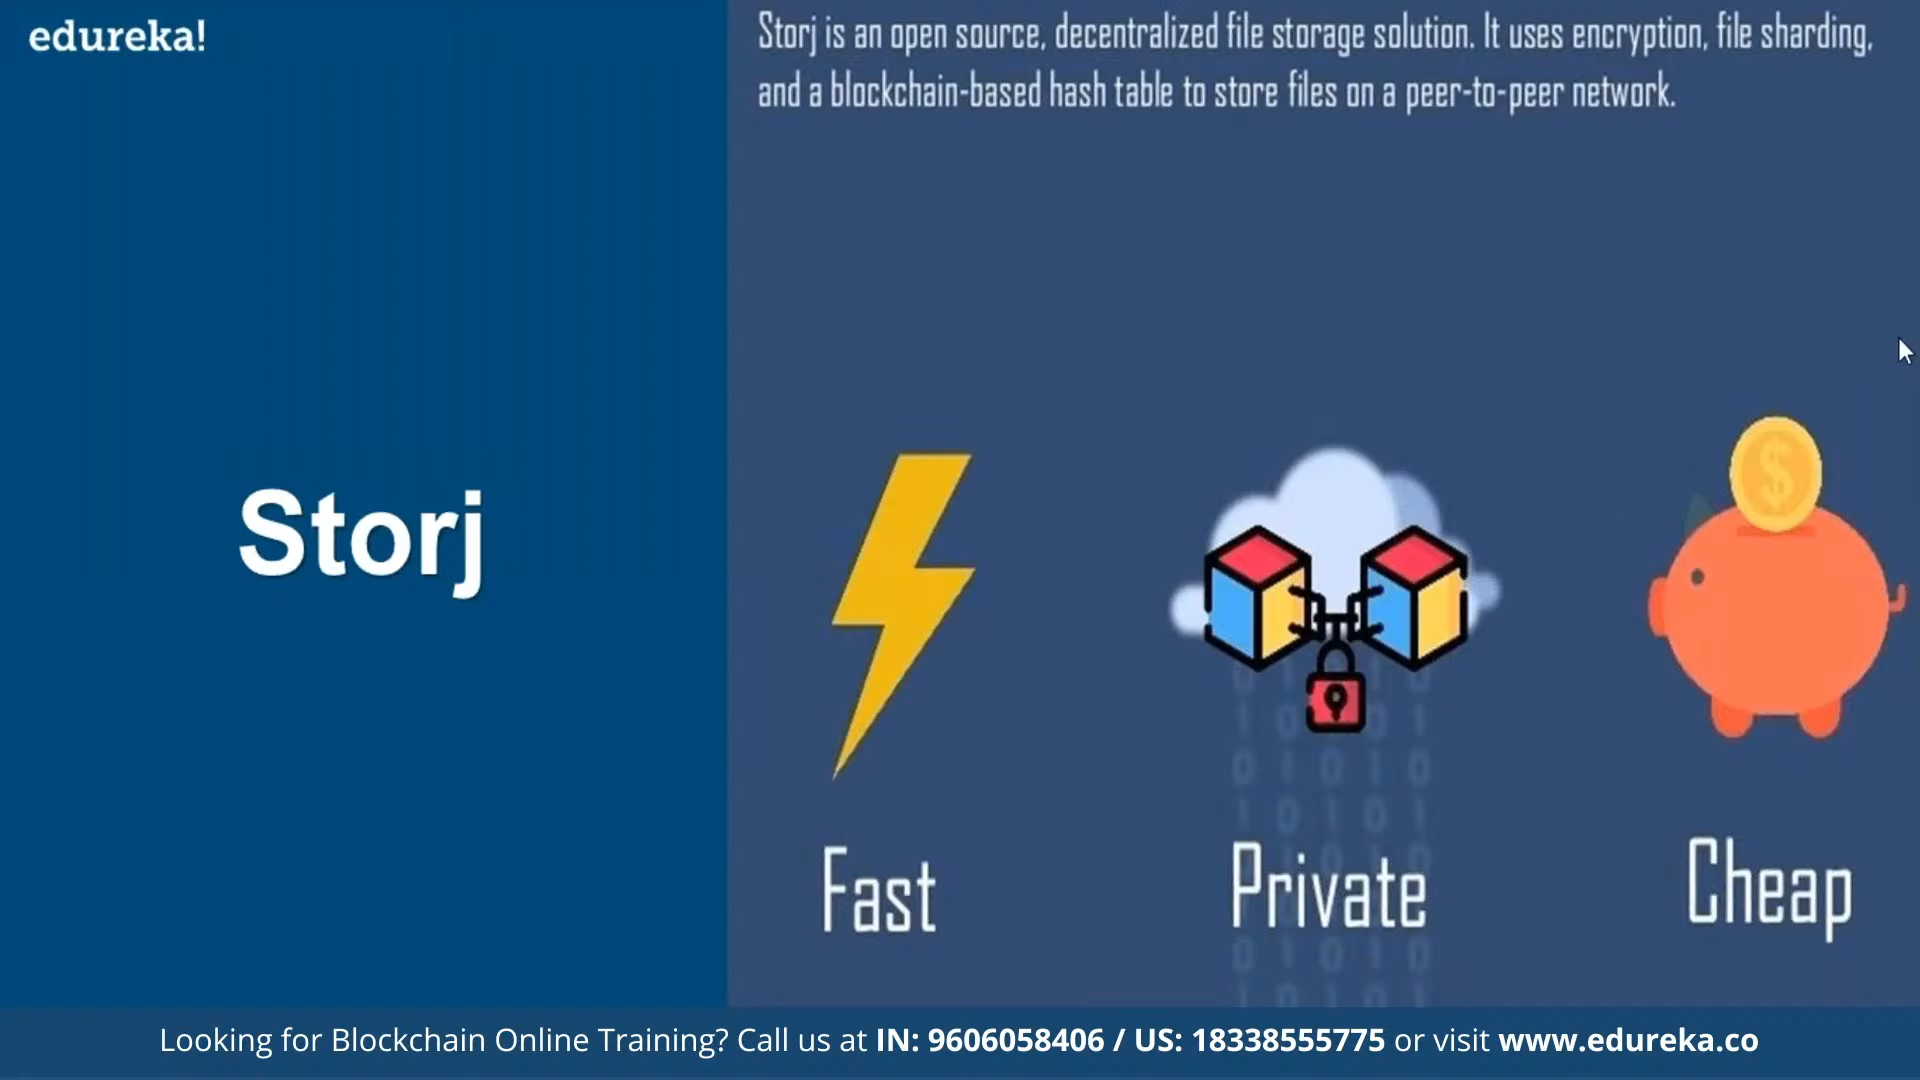 edureka!
Storj is an open source, decentralized file storage solution. It uses encryption, file sharding,
and a blockchain-based hash table to store files on a peer-to-peer network.
Storj
Fast
Private
Cheap
Looking for Blockchain Online Training? Call us at IN: 9606058406 / US: 18338555775 or visit www.edureka.co